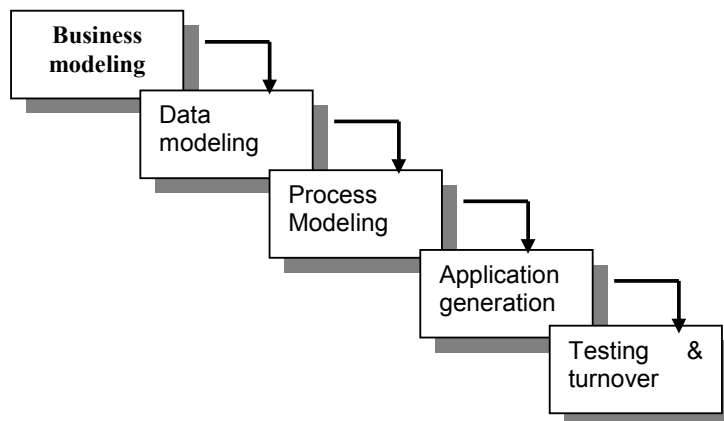 Business
modeling
Data
modeling
Process
Modeling
Application
generation
Testing &
turnover